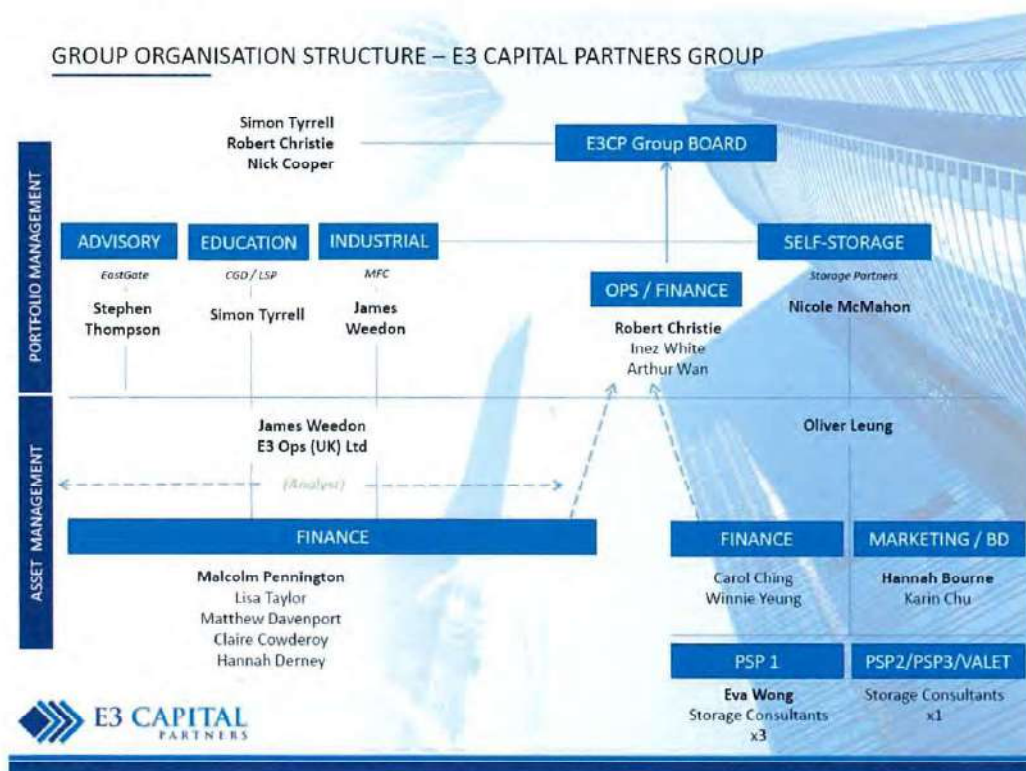 GROUP ORGANISATION STRUCTURE – E3 CAPITAL PARTNERS GROUP
PORTFOLIO MANAGEMENT
Simon Tyrrell
Robert Christie
Nick Cooper
E3CP Group BOARD
ADVISORY
EastGate
Stephen
Thompson
EDUCATION
CGD / LSP
Simon Tyrrell
INDUSTRIAL
MFC
James
Weedon
OPS / FINANCE
Robert Christie
Inez White
Arthur Wan
SELF-STORAGE
Storage Partners
Nicole McMahon
ASSET MANAGEMENT
James Weedon
E3 Ops (UK) Ltd
(Analyst)
Oliver Leung
FINANCE
Malcolm Pennington
Lisa Taylor
Matthew Davenport
Claire Cowderoy
Hannah Derney
FINANCE
Carol Ching
Winnie Yeung
MARKETING / BD
Hannah Bourne
Karin Chu
PSP 1
Eva Wong
Storage Consultants
x3
PSP2/PSP3/VALET
Storage Consultants
x1
E3 CAPITAL
PARTNERS